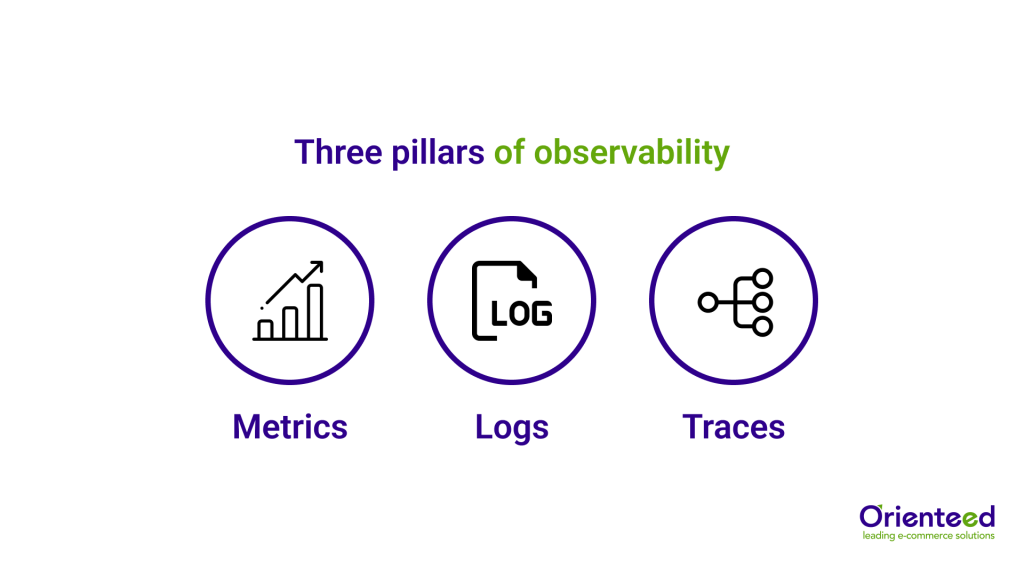 Three pillars of observability
LOG
Metrics
Logs
Traces
Orienteed
leading e-commerce solutions